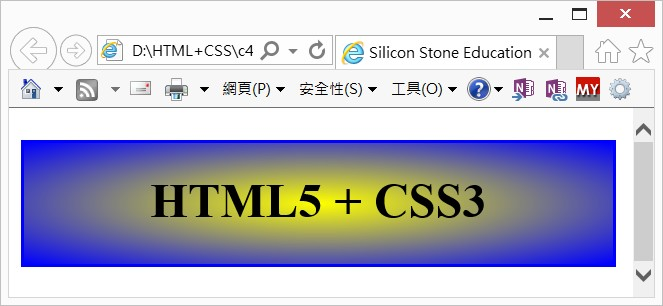 D:\HTML+CSS\c4
Silicon Stone Education
網頁(P) 安全性(S) 工具(O) MY
HTML5 + CSS3